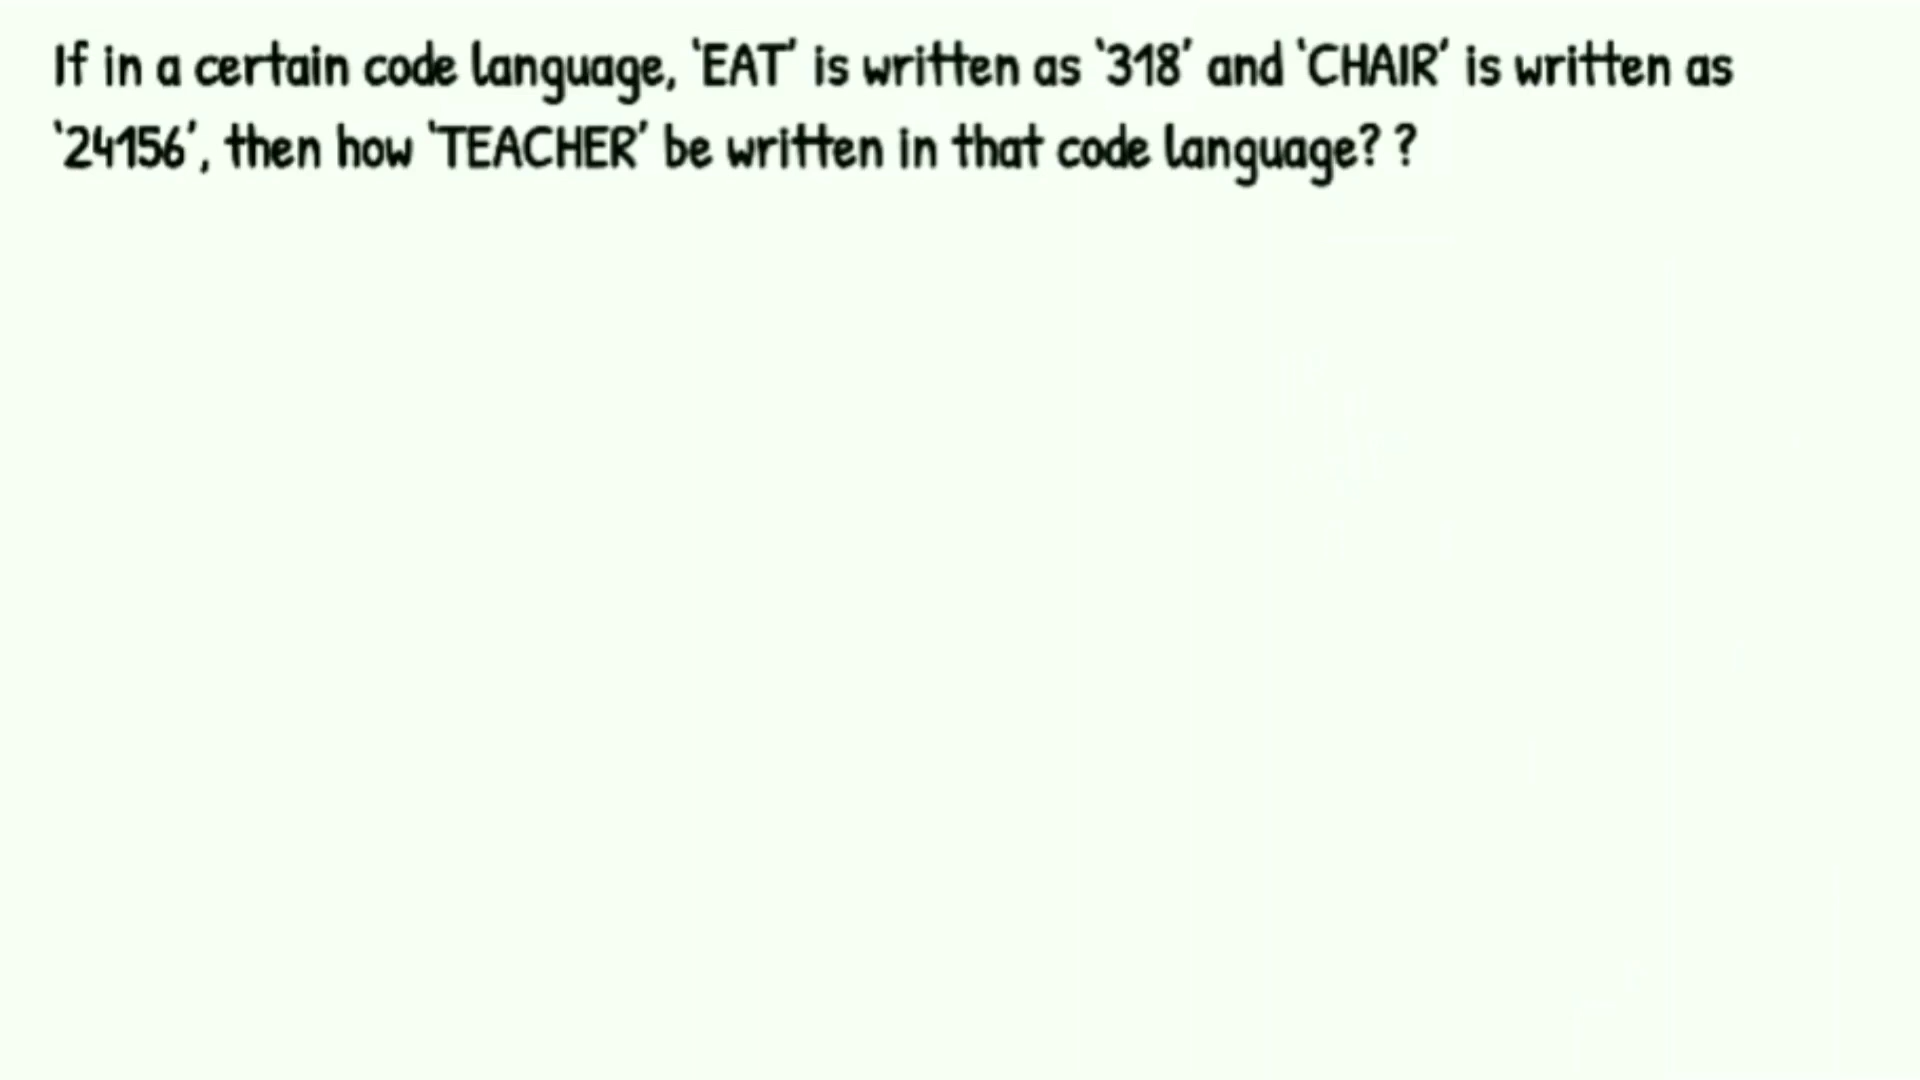 If in a certain code language, ‘EAT’ is written as ‘318’ and ‘CHAIR’ is written as
‘24156’, then how ‘TEACHER’ be written in that code language? ?